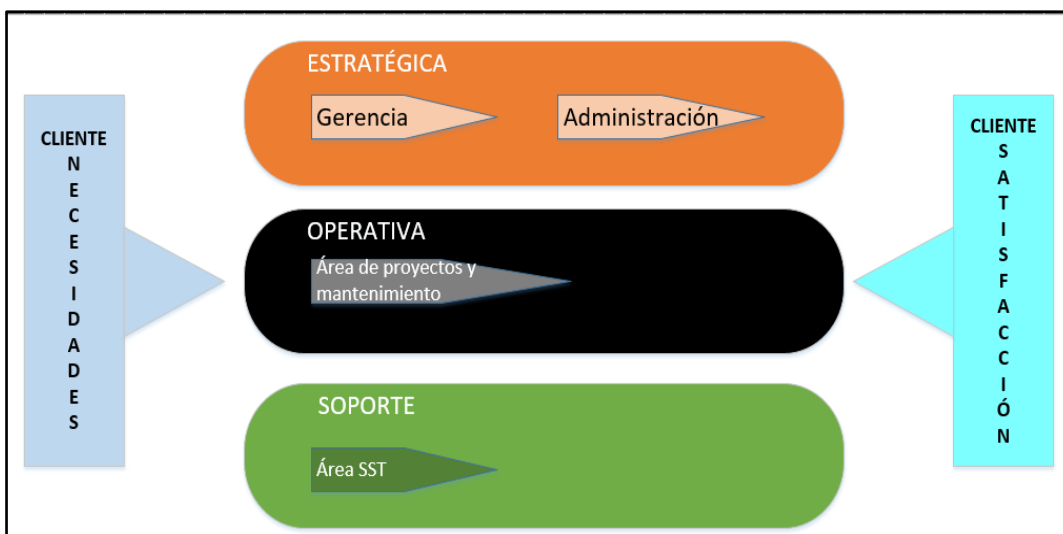 CLIENTE
N
E
C
E
S
I
D
A
D
E
S
ESTRATÉGICA
Gerencia
Administración
OPERATIVA
Área de proyectos y
mantenimiento
SOPORTE
Área SST
CLIENTE
S
A
T
I
S
F
A
C
C
I
Ó
N